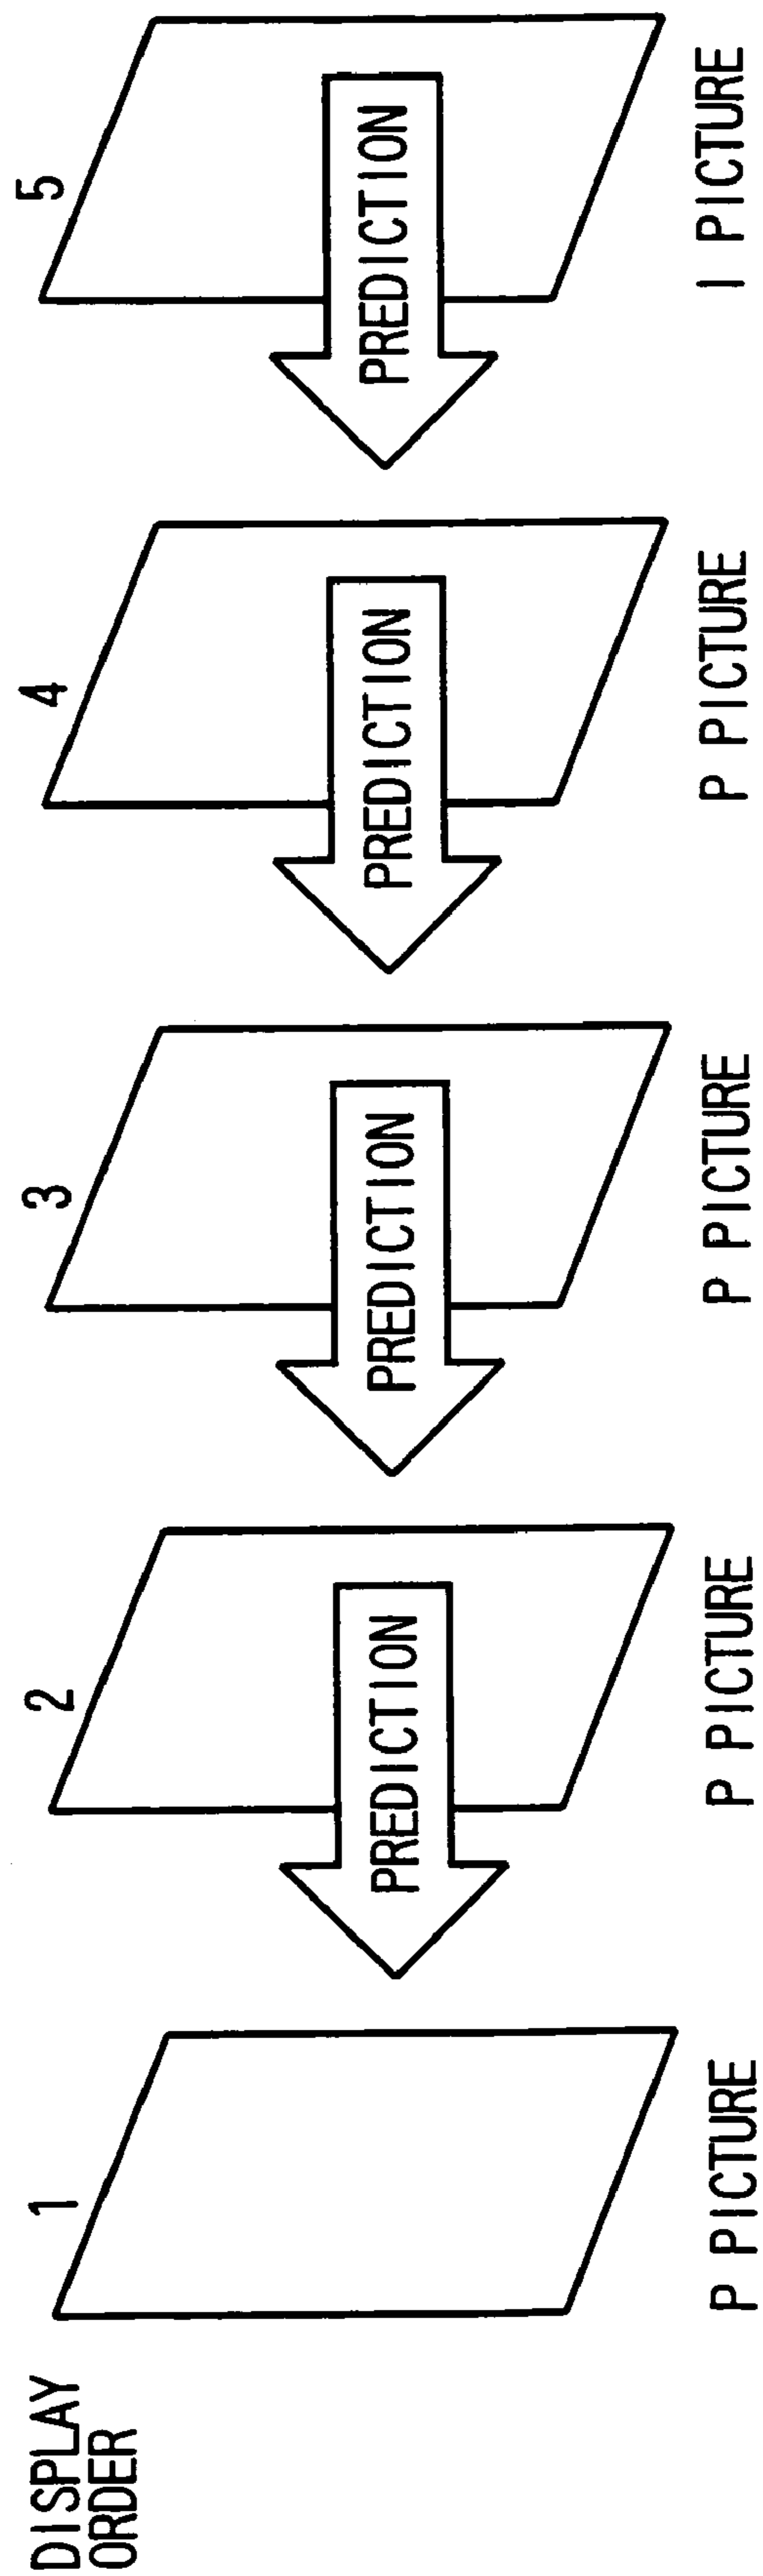 DISPLAY
ORDER
1
2
3
4
5
PREDICTION
PREDICTION
PREDICTION
PREDICTION
P PICTURE
P PICTURE
P PICTURE
P PICTURE
I PICTURE